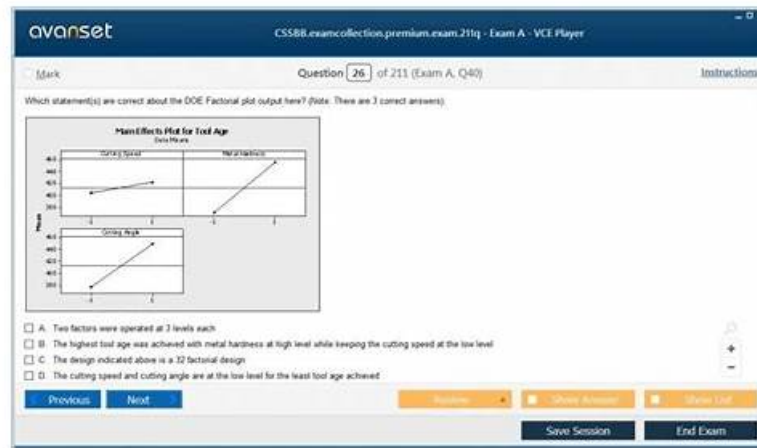 avanset
CSSBB.examcollection.premium.exam.211q - Exam A - VCE Player
Mark
Question 26 of 211 (Exam A, Q40)
Instructions
Which statement(s) are correct about the DOE Factorial plot output here? (Note: There are 3 correct answers).
Main Effects Plot for Tool Age
Data Means
Cutting Speed
Metal Hardness
Mean
Cutting Angle
A. Two factors were operated at 3 levels each
B. The highest tool age was achieved with metal hardness at high level while keeping the cutting speed at the low level
C. The design indicated above is a 32 factorial design
D. The cutting speed and cutting angle are at the low level for the least tool age achieved
Previous
Next
Review
Show Answer
Show List
Save Session
End Exam